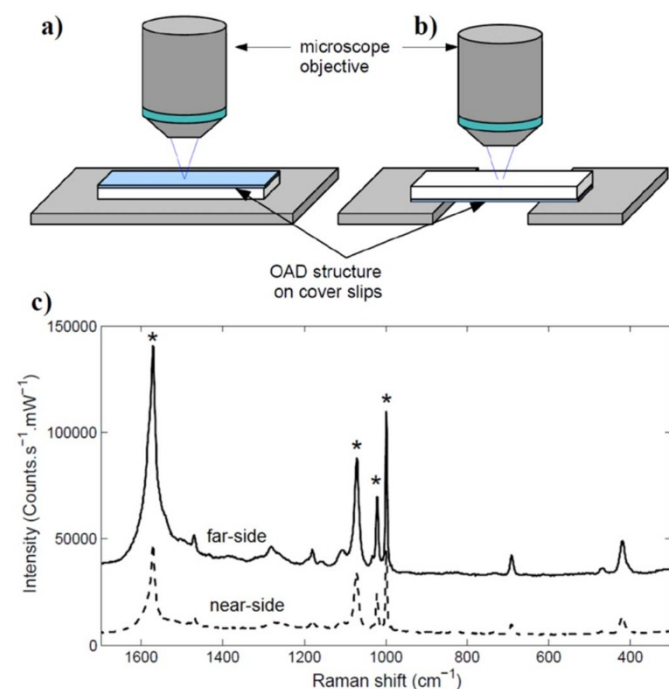 a)
microscope
objective
b)
OAD structure
on cover slips
c)
150000
100000
50000
0
Intensity (Counts.s⁻¹.mW⁻¹)
*
*
*
*
far-side
near-side
1600 1400 1200 1000 800 600 400
Raman shift (cm⁻¹)